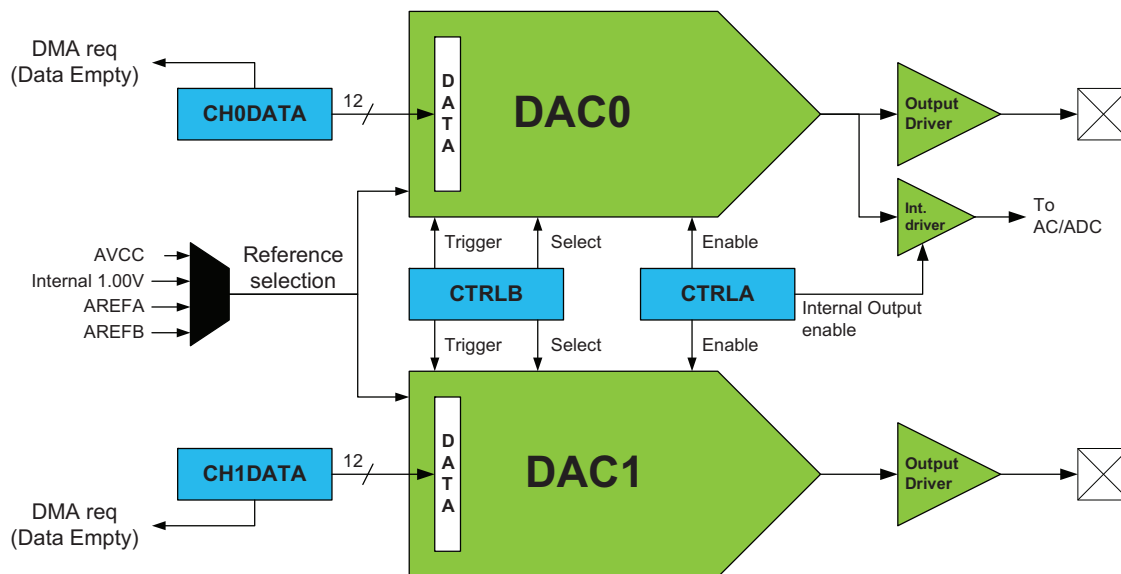 DMA req
(Data Empty)
CH0DATA
12
D
A
T
A
DAC0
Output
Driver
Int.
driver
To
AC/ADC
Trigger
Select
Enable
AVCC
Internal 1.00V
AREFA
AREFB
Reference
selection
CTRLB
CTRLA
Internal Output
enable
Trigger
Select
Enable
CH1DATA
12
D
A
T
A
DAC1
Output
Driver
DMA req
(Data Empty)